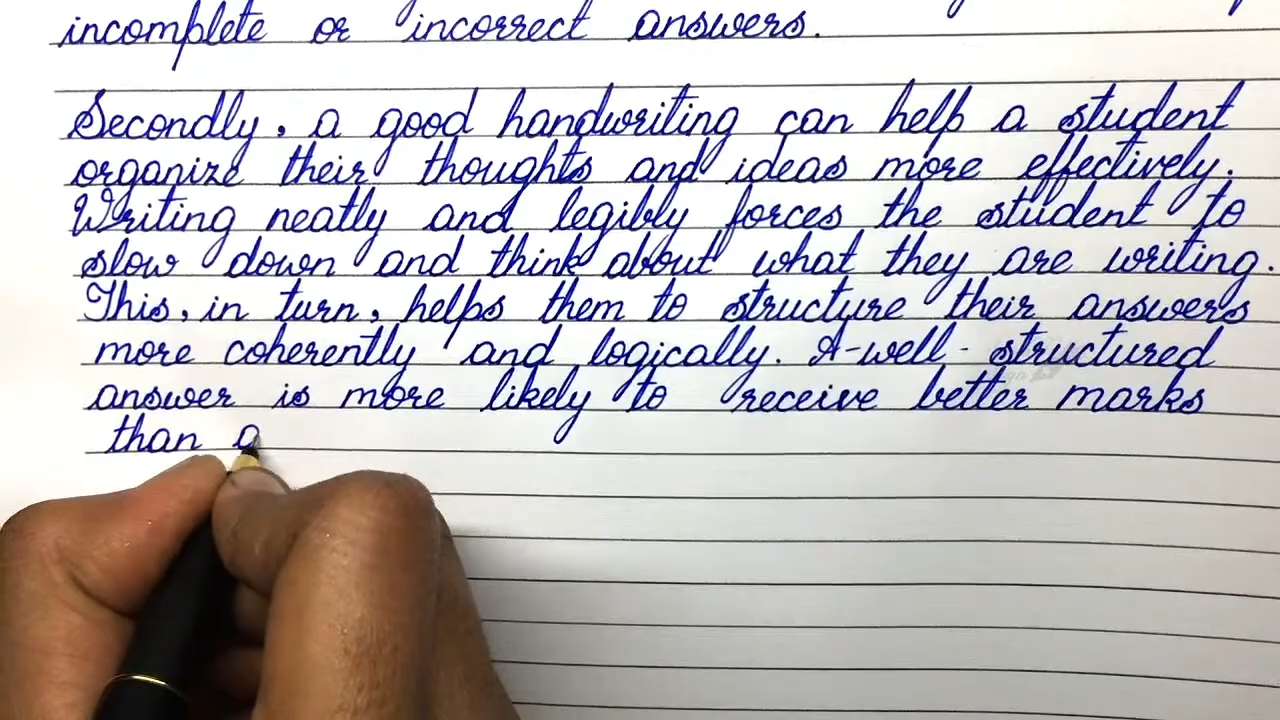 incomplete or incorrect answers.
Secondly, a good handwriting can help a student
organize their thoughts and ideas more effectively.
Writing neatly and legibly forces the student to
slow down and think about what they are writing.
This, in turn, helps them to structure their answers
more coherently and logically. A-well-structured
answer is more likely to receive better marks
than a